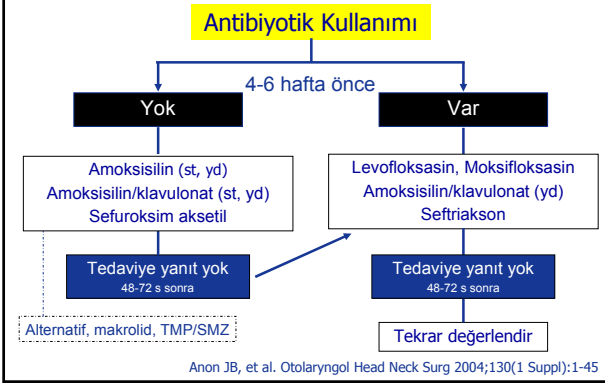 Antibiyotik Kullanımı
4-6 hafta önce
Yok
Var
Amoksisilin (st, yd)
Amoksisilin/klavulonat (st, yd)
Sefuroksim aksetil
Levofloksasin, Moksifloksasin
Amoksisilin/klavulonat (yd)
Seftriakson
Tedaviye yanıt yok
48-72 s sonra
Tedaviye yanıt yok
48-72 s sonra
Alternatif, makrolid, TMP/SMZ
Tekrar değerlendir
Anon JB, et al. Otolaryngol Head Neck Surg 2004;130(1 Suppl):1-45